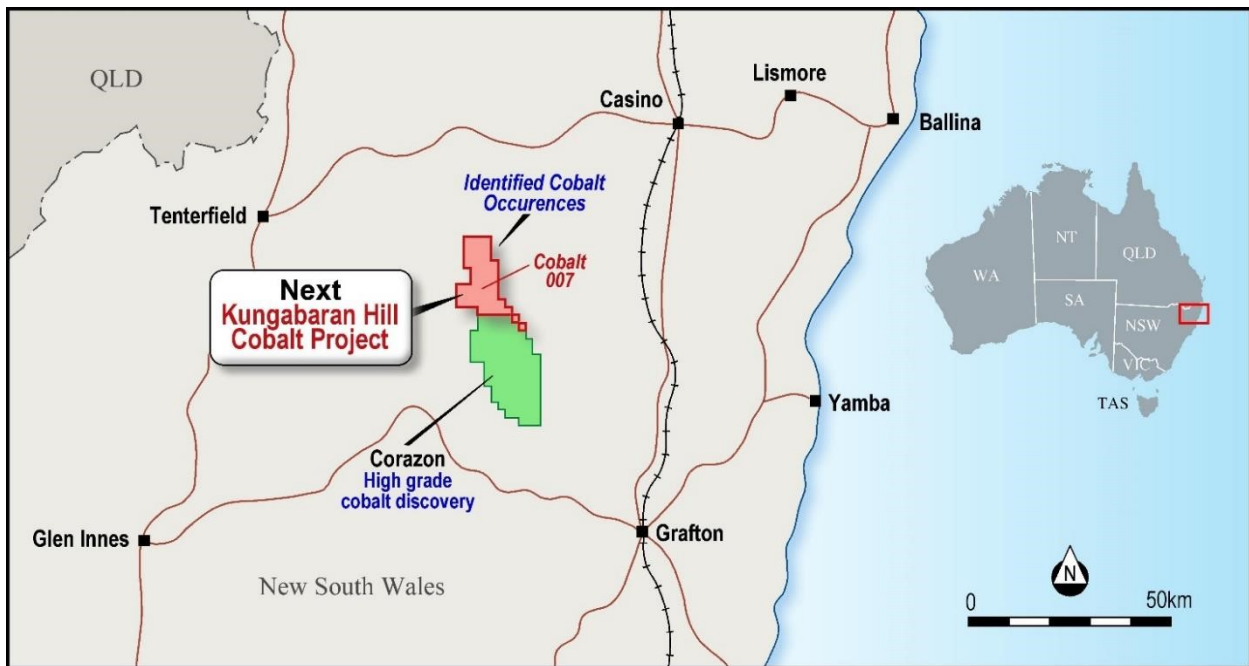 QLD
Lismore
Casino
Ballina
Identified Cobalt
Occurences
Tenterfield
Cobalt
007
Next
Kungabaran Hill
Cobalt Project
Yamba
Corazon
High grade
cobalt discovery
Glen Innes
Grafton
New South Wales
NT
QLD
WA
SA
NSW
VIC
TAS
N
0
50km